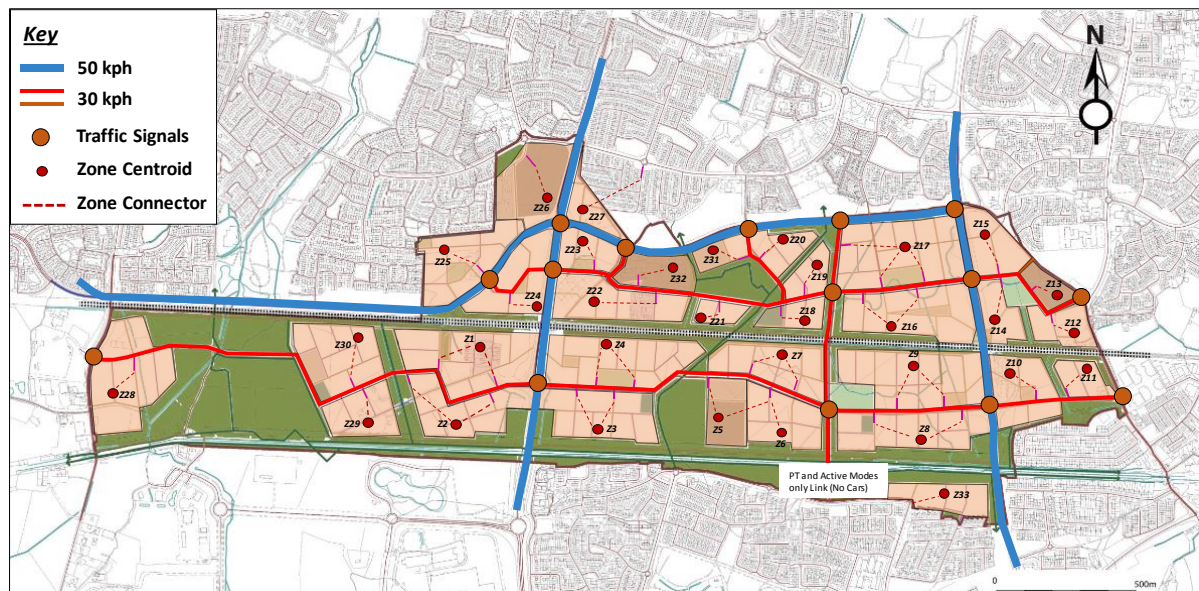 Key
50 kph
30 kph
Traffic Signals
Zone Centroid
Zone Connector
N
Z26
Z27
Z25
Z23
Z24
Z22
Z32
Z31
Z20
Z19
Z17
Z15
Z21
Z18
Z16
Z14
Z13
Z12
Z30
Z1
Z4
Z7
Z9
Z10
Z11
Z28
Z29
Z2
Z3
Z5
Z6
Z8
PT and Active Modes
only Link (No Cars)
Z33
0
500m